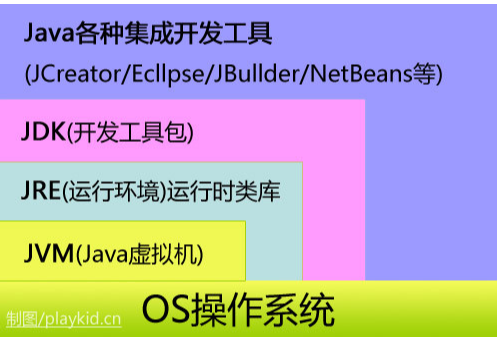 Java各种集成开发工具
(JCreator/Ecllpse/JBullder/NetBeans等)
JDK(开发工具包)
JRE(运行环境)运行时类库
JVM(Java虚拟机)
OS操作系统
制图/playkid.cn